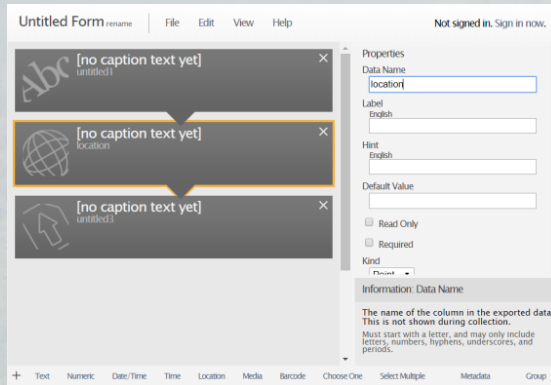 Untitled Form rename File Edit View Help Not signed in. Sign in now.
[no caption text yet]
untitled1
[no caption text yet]
location
[no caption text yet]
untitled3
Properties
Data Name
location
Label
English
Hint
English
Default Value
Read Only
Required
Kind
Point
Information: Data Name
The name of the column in the exported data.
This is not shown during collection.
Must start with a letter, and may only include
letters, numbers, hyphens, underscores, and
periods.
+ Text Numeric Date/Time Time Location Media Barcode Choose One Select Multiple Metadata Group